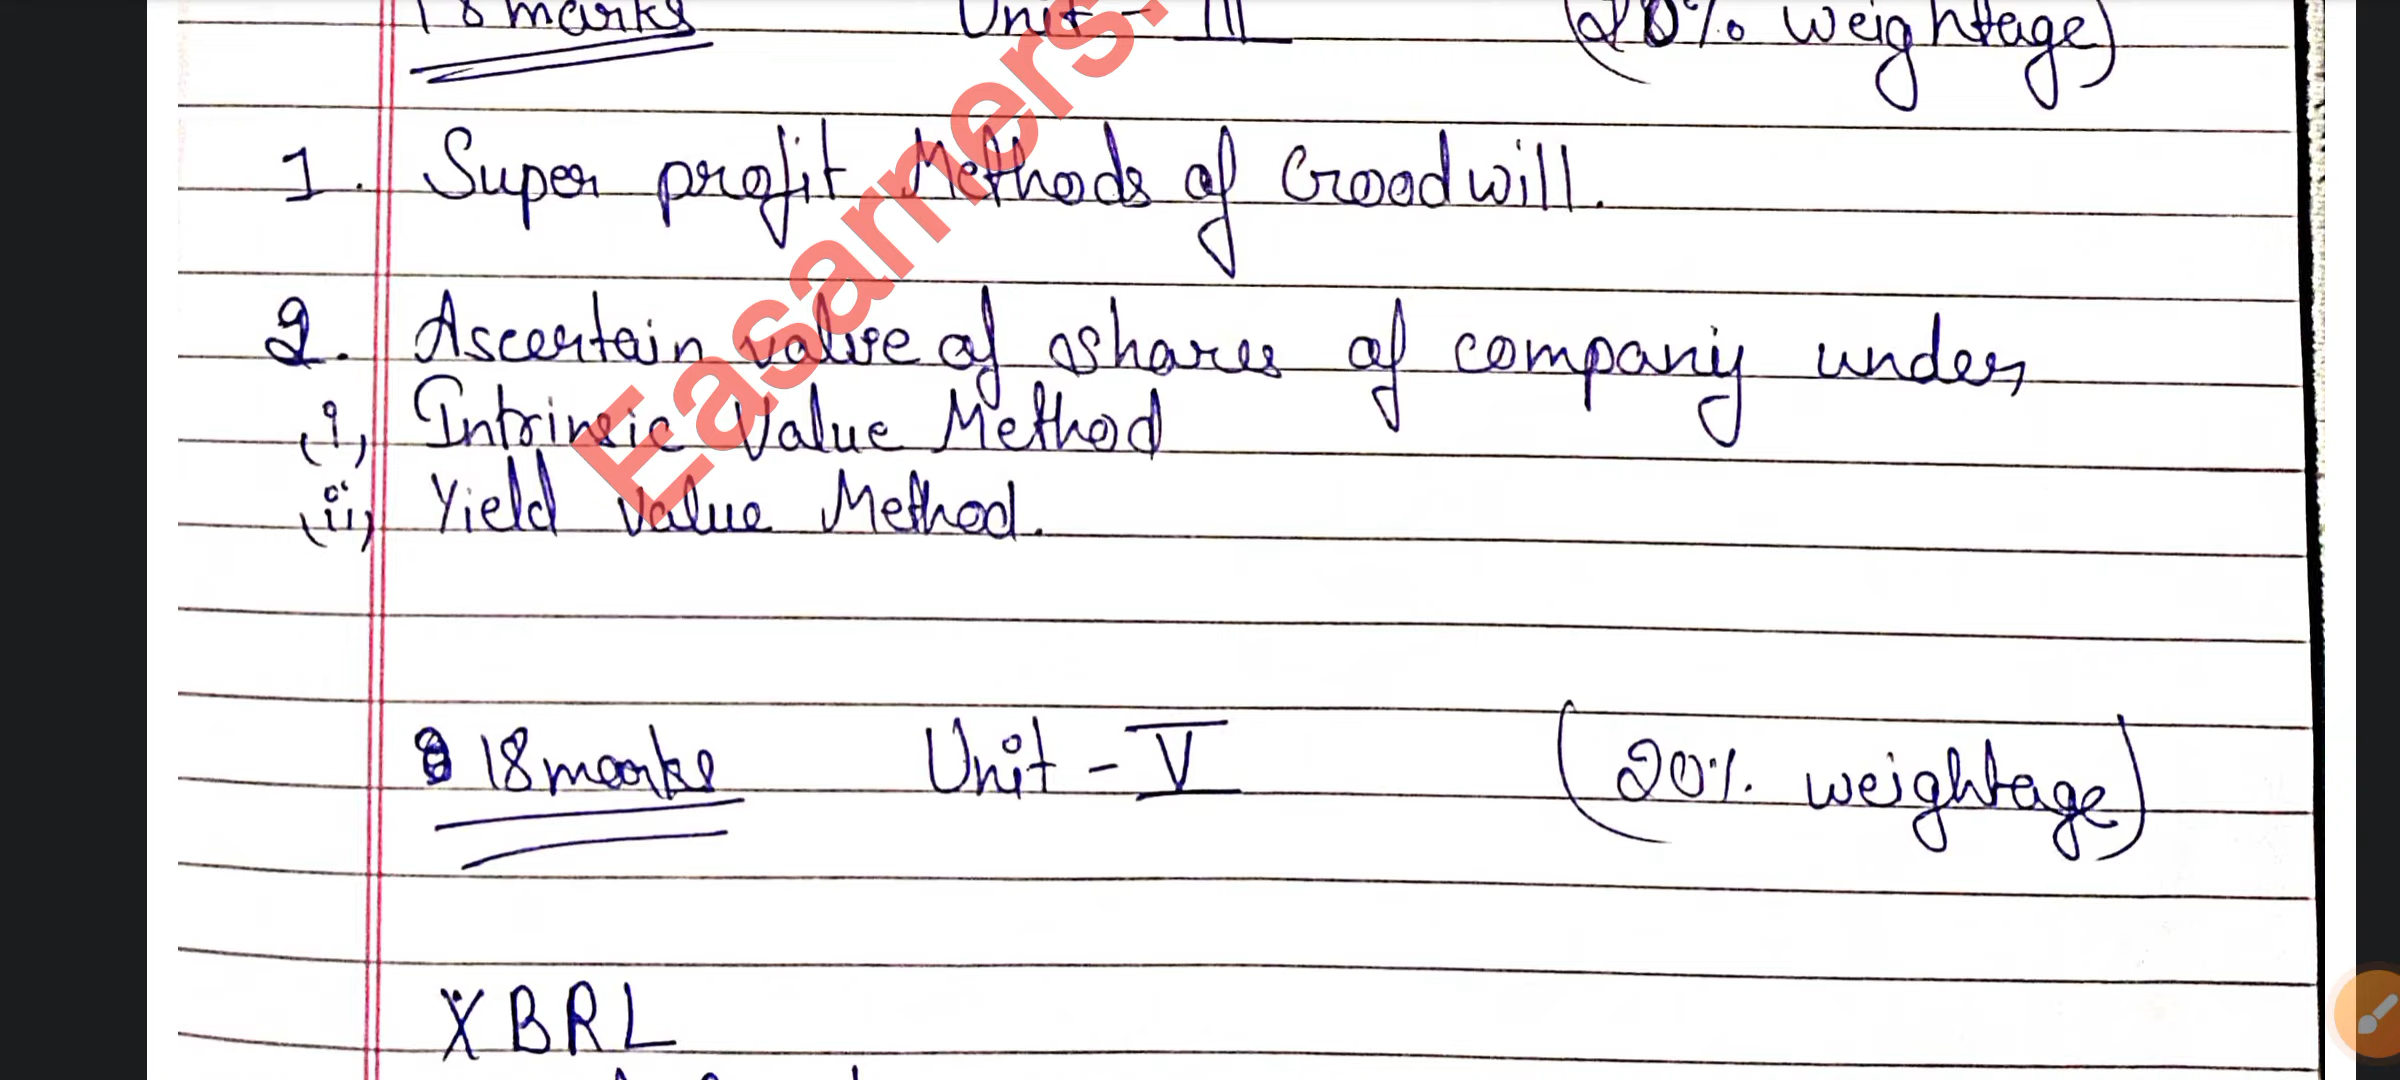 18 marks Unit - III (20% weightage)
1. Super profit Methods of Goodwill.
2. Ascertain value of shares of company under,
(i) Intrinsic Value Method
(ii) Yield value Method.
18 marks Unit - V (20% weightage)
XBRL
Easarners.